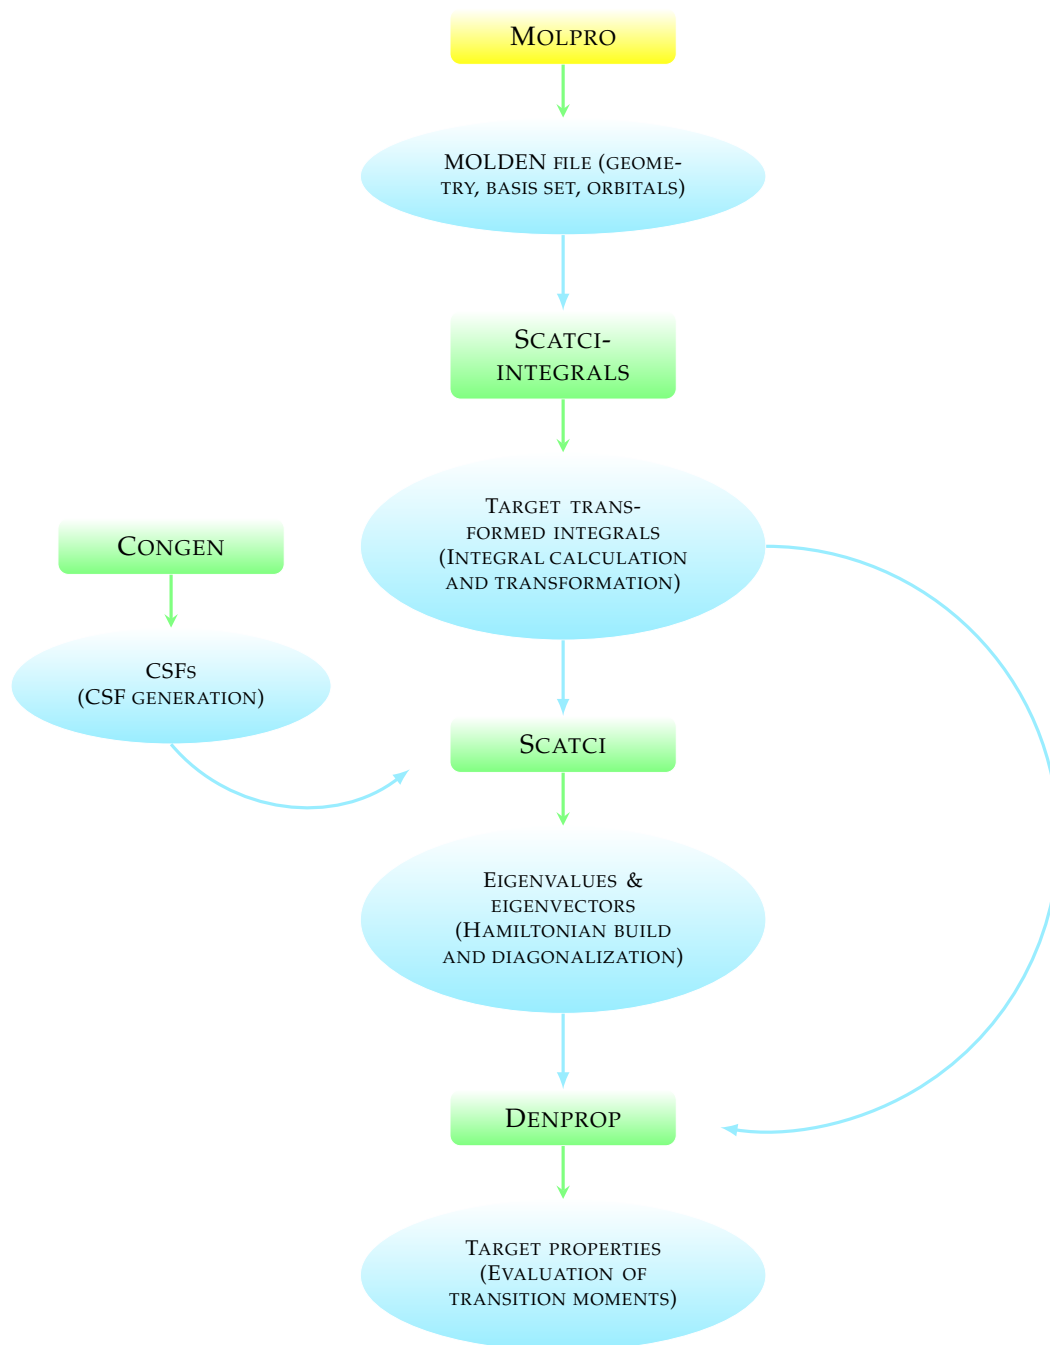 MOLPRO
MOLDEN FILE (GEOME-
TRY, BASIS SET, ORBITALS)
SCATCI-
INTEGRALS
TARGET TRANS-
FORMED INTEGRALS
(INTEGRAL CALCULATION
AND TRANSFORMATION)
CONGEN
CSFS
(CSF GENERATION)
SCATCI
EIGENVALUES &
EIGENVECTORS
(HAMILTONIAN BUILD
AND DIAGONALIZATION)
DENPROP
TARGET PROPERTIES
(EVALUATION OF
TRANSITION MOMENTS)